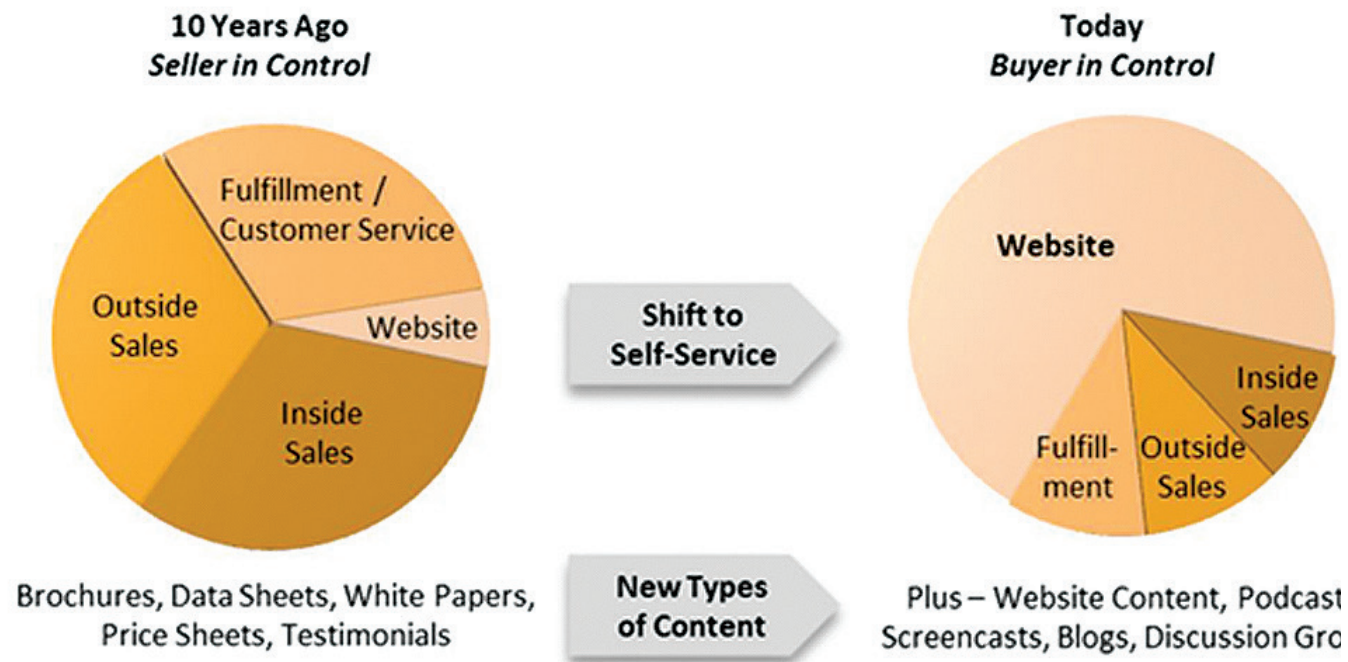 10 Years Ago
Seller in Control
Fulfillment /
Customer Service
Outside
Sales
Website
Inside
Sales
Brochures, Data Sheets, White Papers,
Price Sheets, Testimonials
Shift to
Self-Service
New Types
of Content
Today
Buyer in Control
Website
Inside
Sales
Fulfill-
ment
Outside
Sales
Plus – Website Content, Podcast
Screencasts, Blogs, Discussion Gro